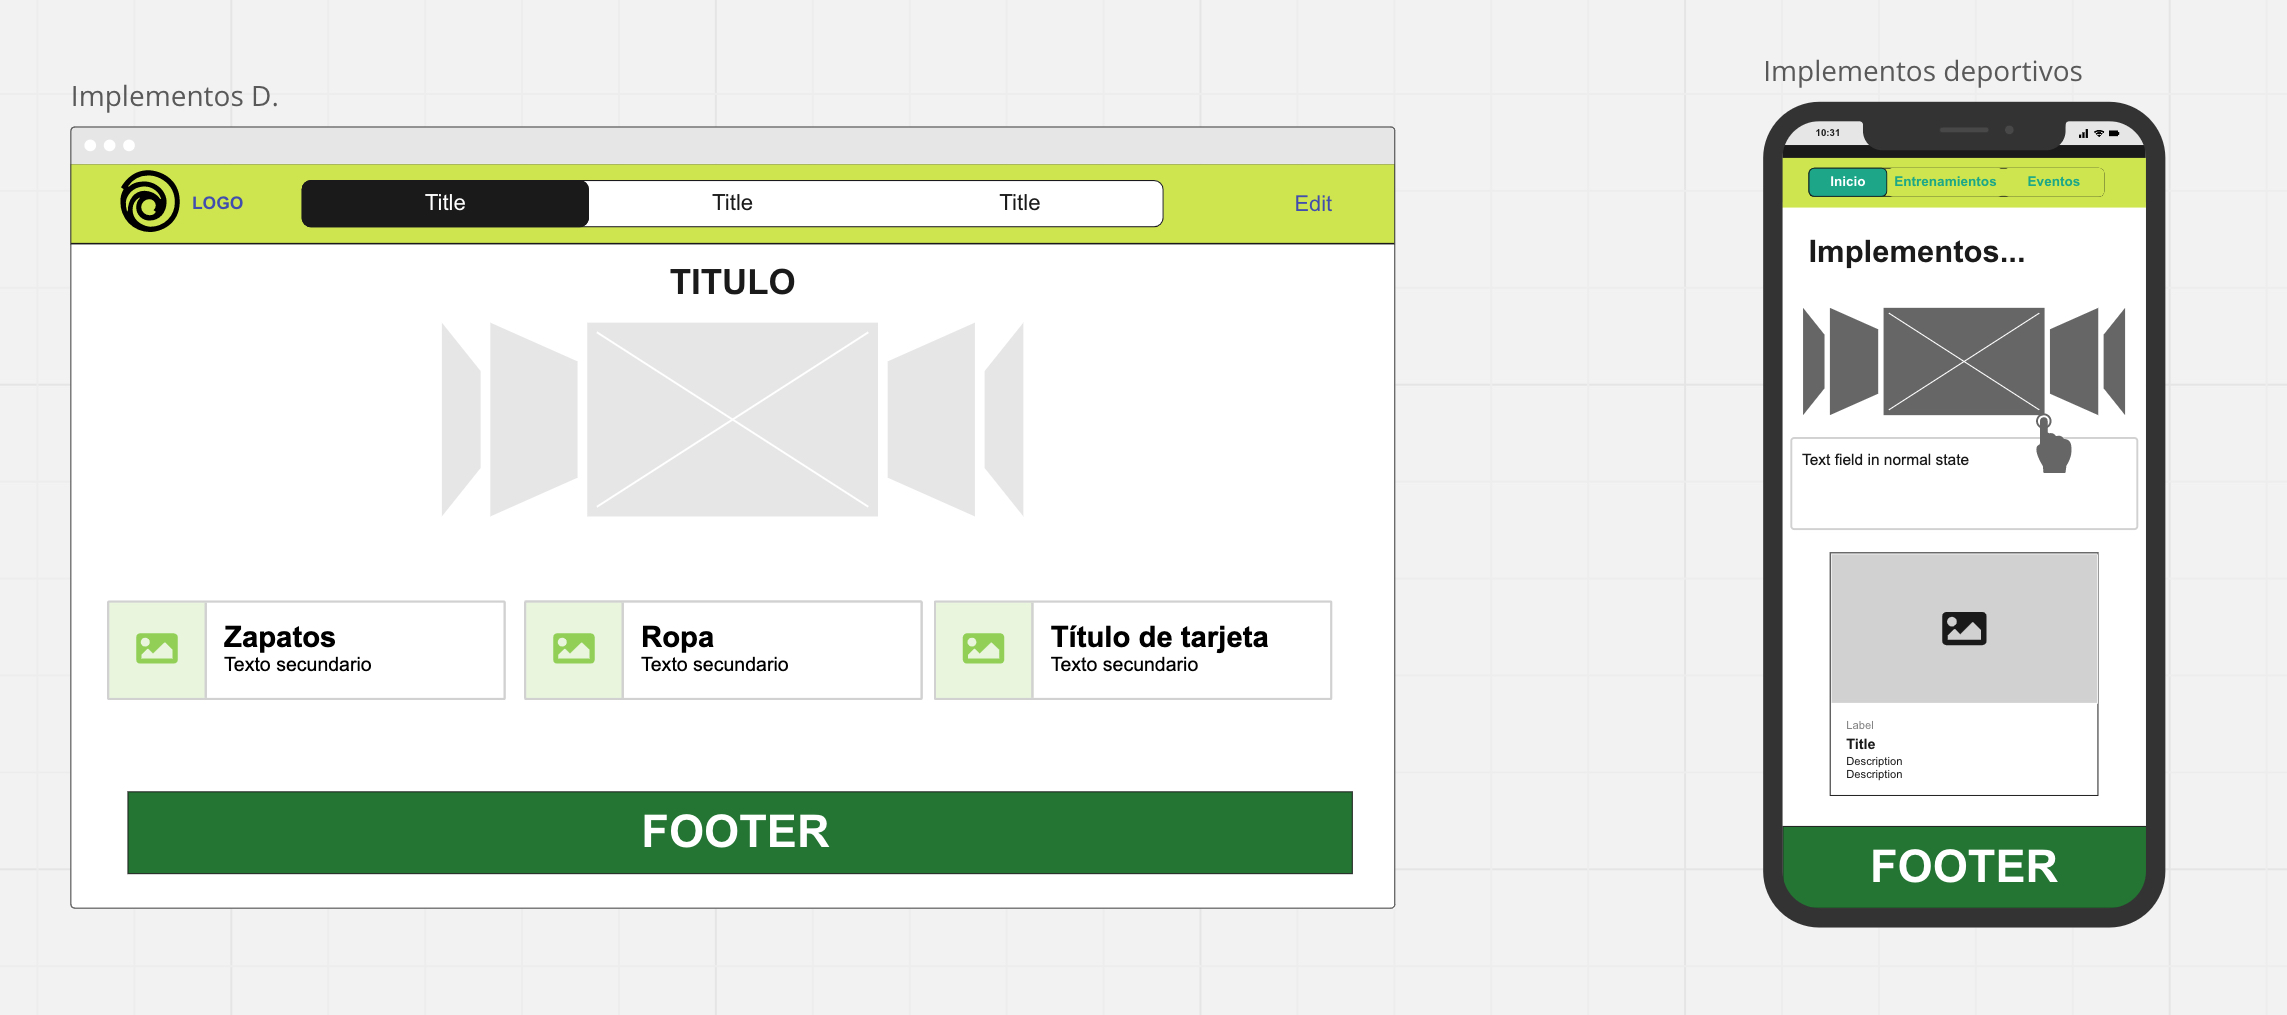 Implementos D.
LOGO
Title
Title
Title
Edit
TITULO
Zapatos
Texto secundario
Ropa
Texto secundario
Título de tarjeta
Texto secundario
FOOTER
Implementos deportivos
10:31
Inicio
Entrenamientos
Eventos
Implementos...
Text field in normal state
Label
Title
Description
Description
FOOTER